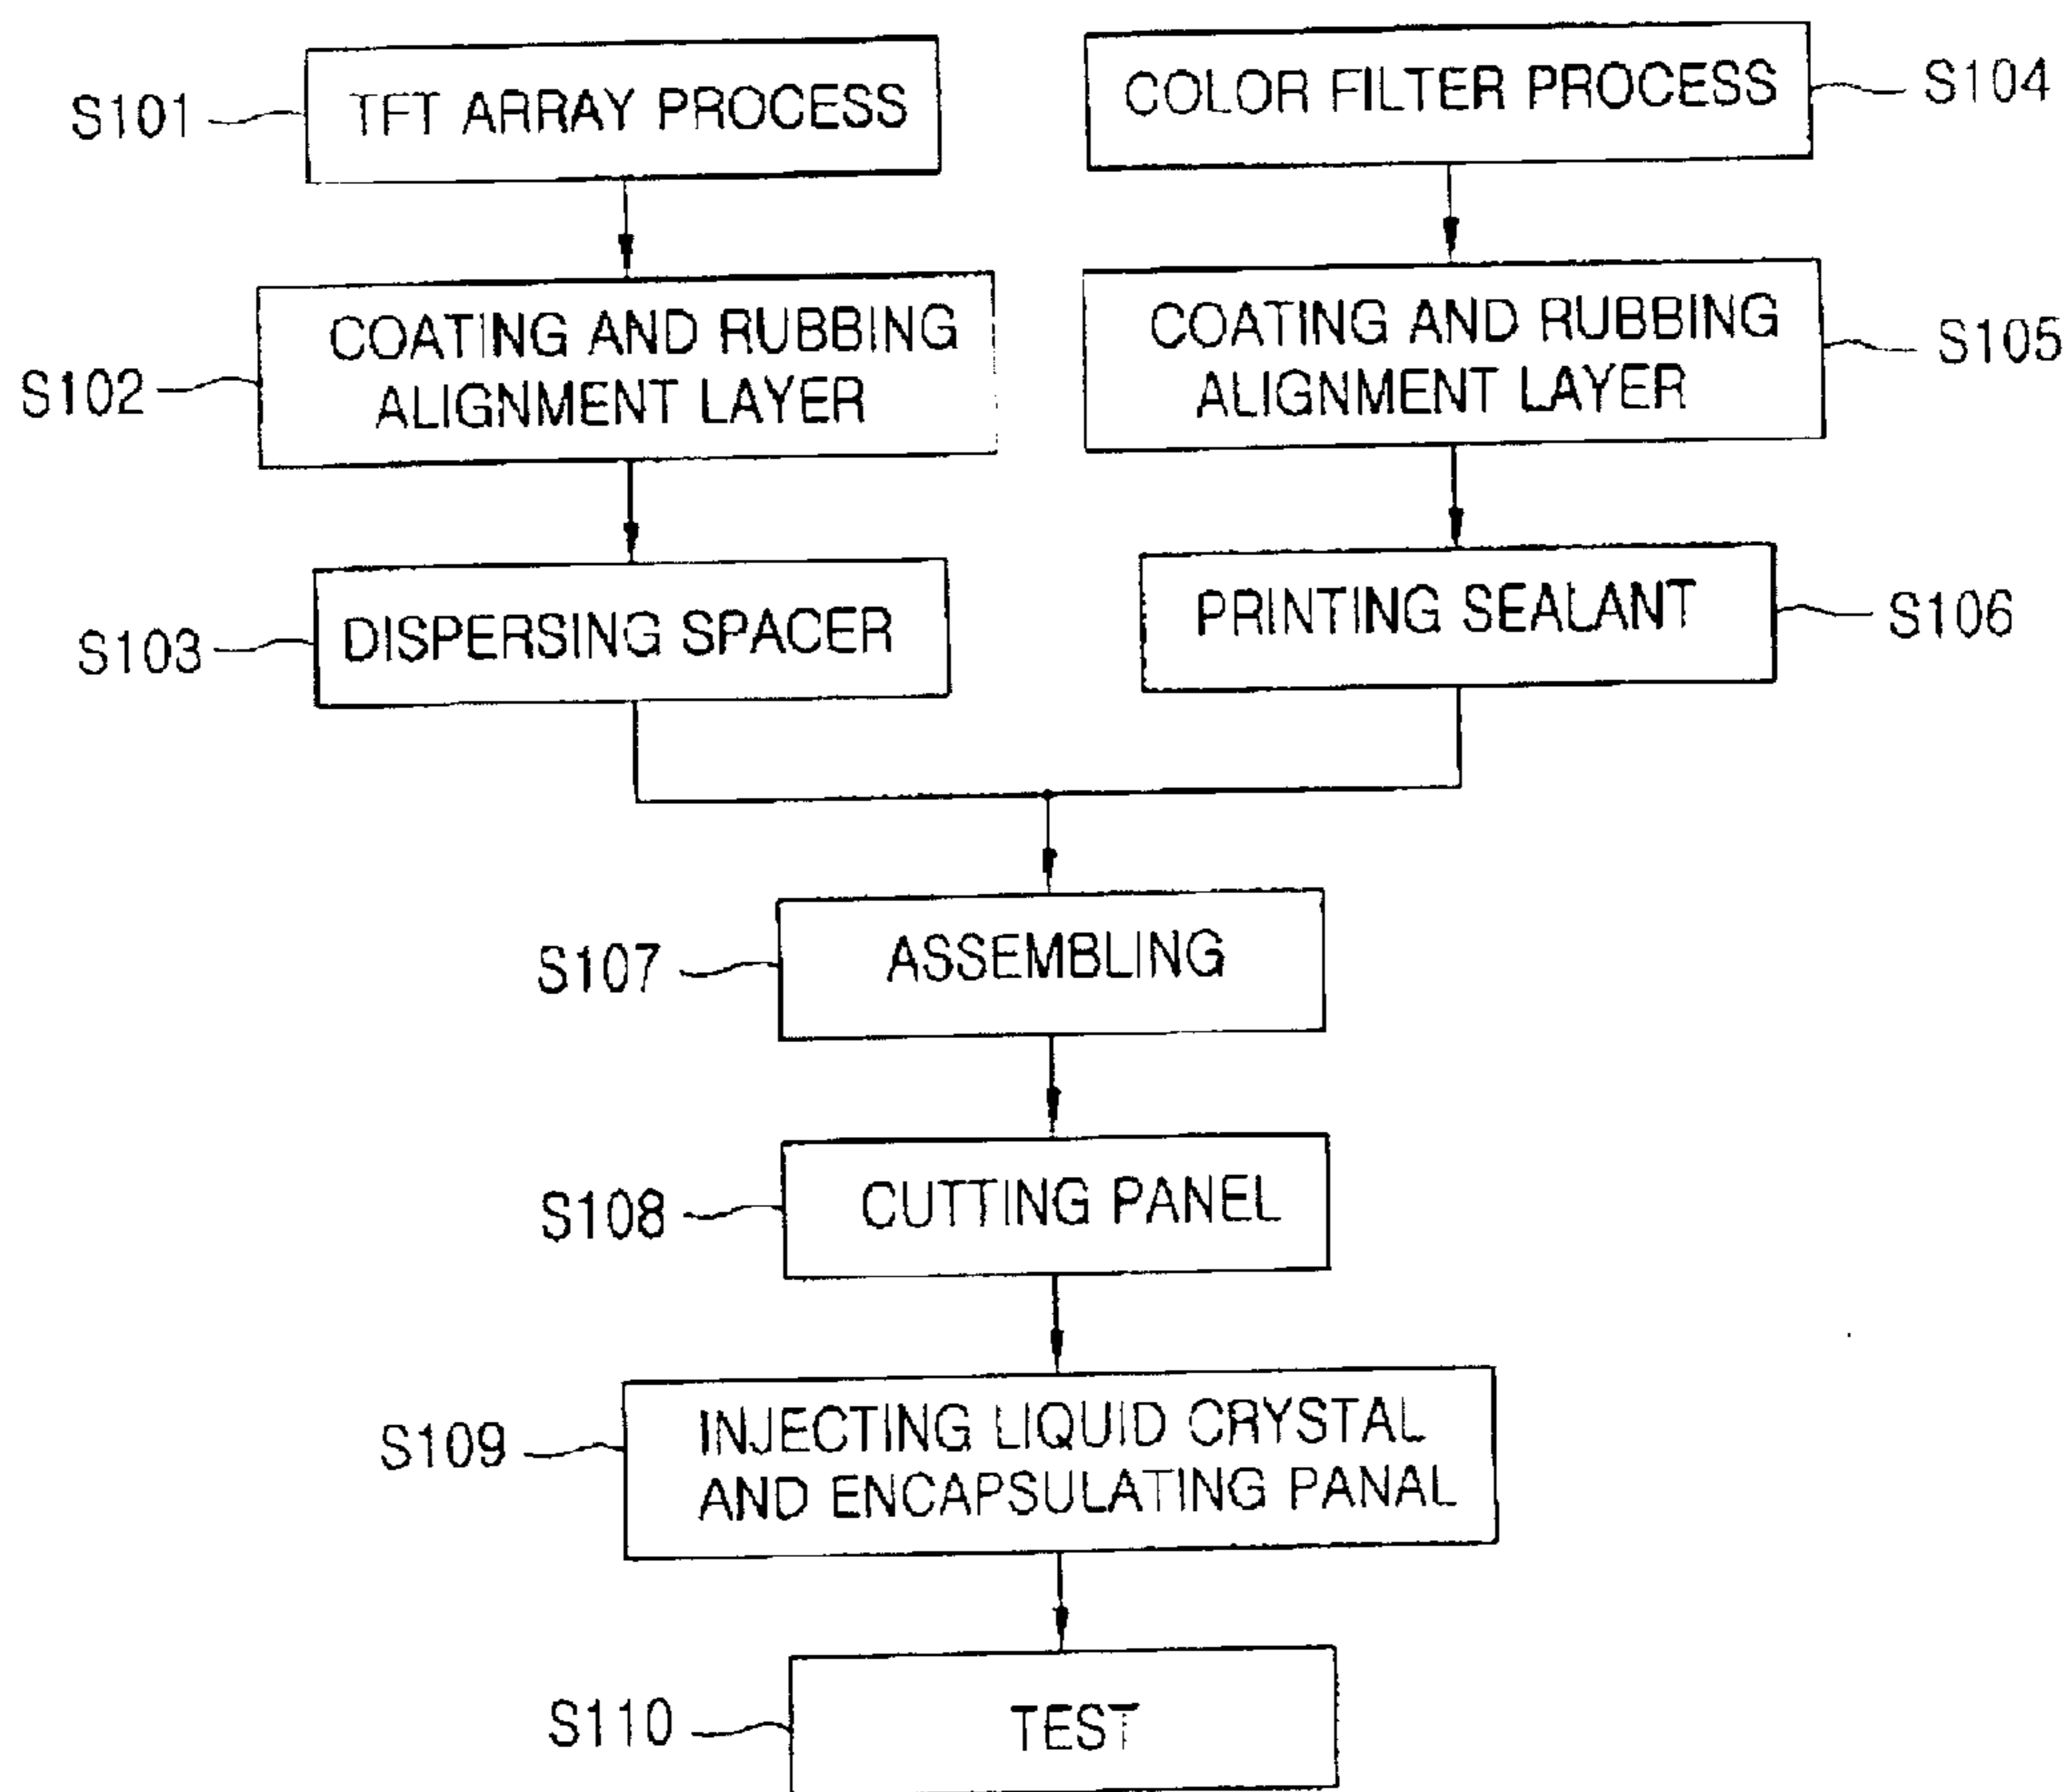 S101
TFT ARRAY PROCESS
COLOR FILTER PROCESS
S104
S102
COATING AND RUBBING
ALIGNMENT LAYER
COATING AND RUBBING
ALIGNMENT LAYER
S105
S103
DISPERSING SPACER
PRINTING SEALANT
S106
S107
ASSEMBLING
S108
CUTTING PANEL
S109
INJECTING LIQUID CRYSTAL
AND ENCAPSULATING PANAL
S110
TEST